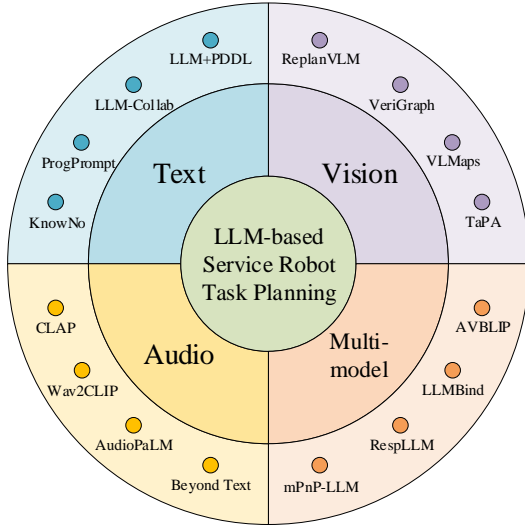 LLM+PDDL
LLM-Collab
ProgPrompt
KnowNo
Text
ReplanVLM
VeriGraph
VLMaps
TaPA
Vision
LLM-based
Service Robot
Task Planning
CLAP
Wav2CLIP
AudioPaLM
Beyond Text
Audio
AVBLIP
LLMBind
RespLLM
mPnP-LLM
Multi-
model